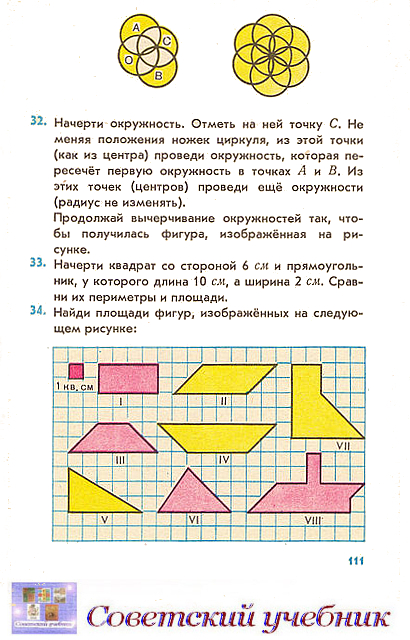 А
С
О
В
32. Начерти окружность. Отметь на ней точку С. Не
меняя положения ножек циркуля, из этой точки
(как из центра) проведи окружность, которая пе-
ресечёт первую окружность в точках А и В. Из
этих точек (центров) проведи ещё окружности
(радиус не изменять).
Продолжай вычерчивание окружностей так, что-
бы получилась фигура, изображённая на ри-
сунке.
33. Начерти квадрат со стороной 6 см и прямоуголь-
ник, у которого длина 10 см, а ширина 2 см. Срав-
ни их периметры и площади.
34. Найди площади фигур, изображённых на следую-
щем рисунке:
1 кв. см
I
II
III
IV
VII
V
VI
VIII
111
Советский учебник